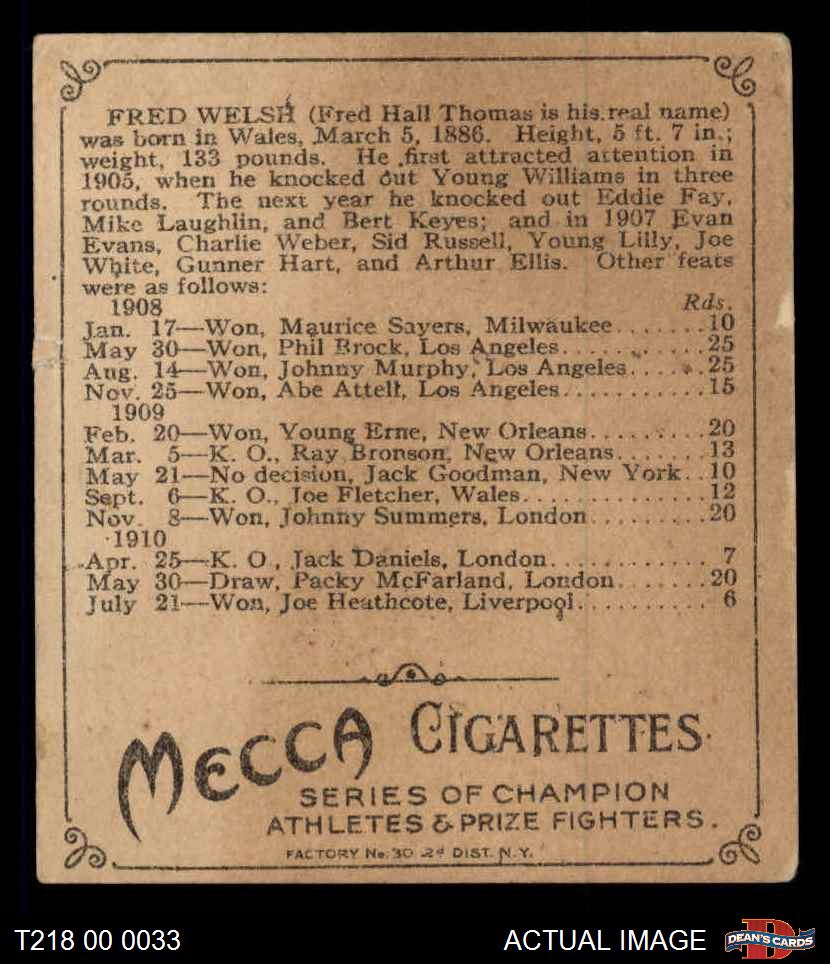 FRED WELSH (Fred Hall Thomas is his real name)
was born in Wales, March 5, 1886. Height, 5 ft. 7 in.;
weight, 133 pounds. He first attracted attention in
1905, when he knocked out Young Williams in three
rounds. The next year he knocked out Eddie Fay,
Mike Laughlin, and Bert Keyes; and in 1907 Evan
Evans, Charlie Weber, Sid Russell, Young Lilly, Joe
White, Gunner Hart, and Arthur Ellis. Other feats
were as follows:
1908 Rds.
Jan. 17—Won, Maurice Sayers, Milwaukee.......10
May 30—Won, Phil Brock, Los Angeles..........25
Aug. 14—Won, Johnny Murphy, Los Angeles.....25
Nov. 25—Won, Abe Attell, Los Angeles..........15
1909
Feb. 20—Won, Young Erne, New Orleans........20
Mar. 5—K. O., Ray Bronson, New Orleans.......13
May 21—No decision, Jack Goodman, New York..10
Sept. 6—K. O., Joe Fletcher, Wales..............12
Nov. 8—Won, Johnny Summers, London.........20
1910
Apr. 25—K. O., Jack Daniels, London............ 7
May 30—Draw, Packy McFarland, London.......20
July 21—Won, Joe Heathcote, Liverpool.......... 6
MECCA CIGARETTES
SERIES OF CHAMPION
ATHLETES & PRIZE FIGHTERS.
FACTORY No. 30 2d DIST. N.Y.
T218 00 0033 ACTUAL IMAGE DEAN'S CARDS